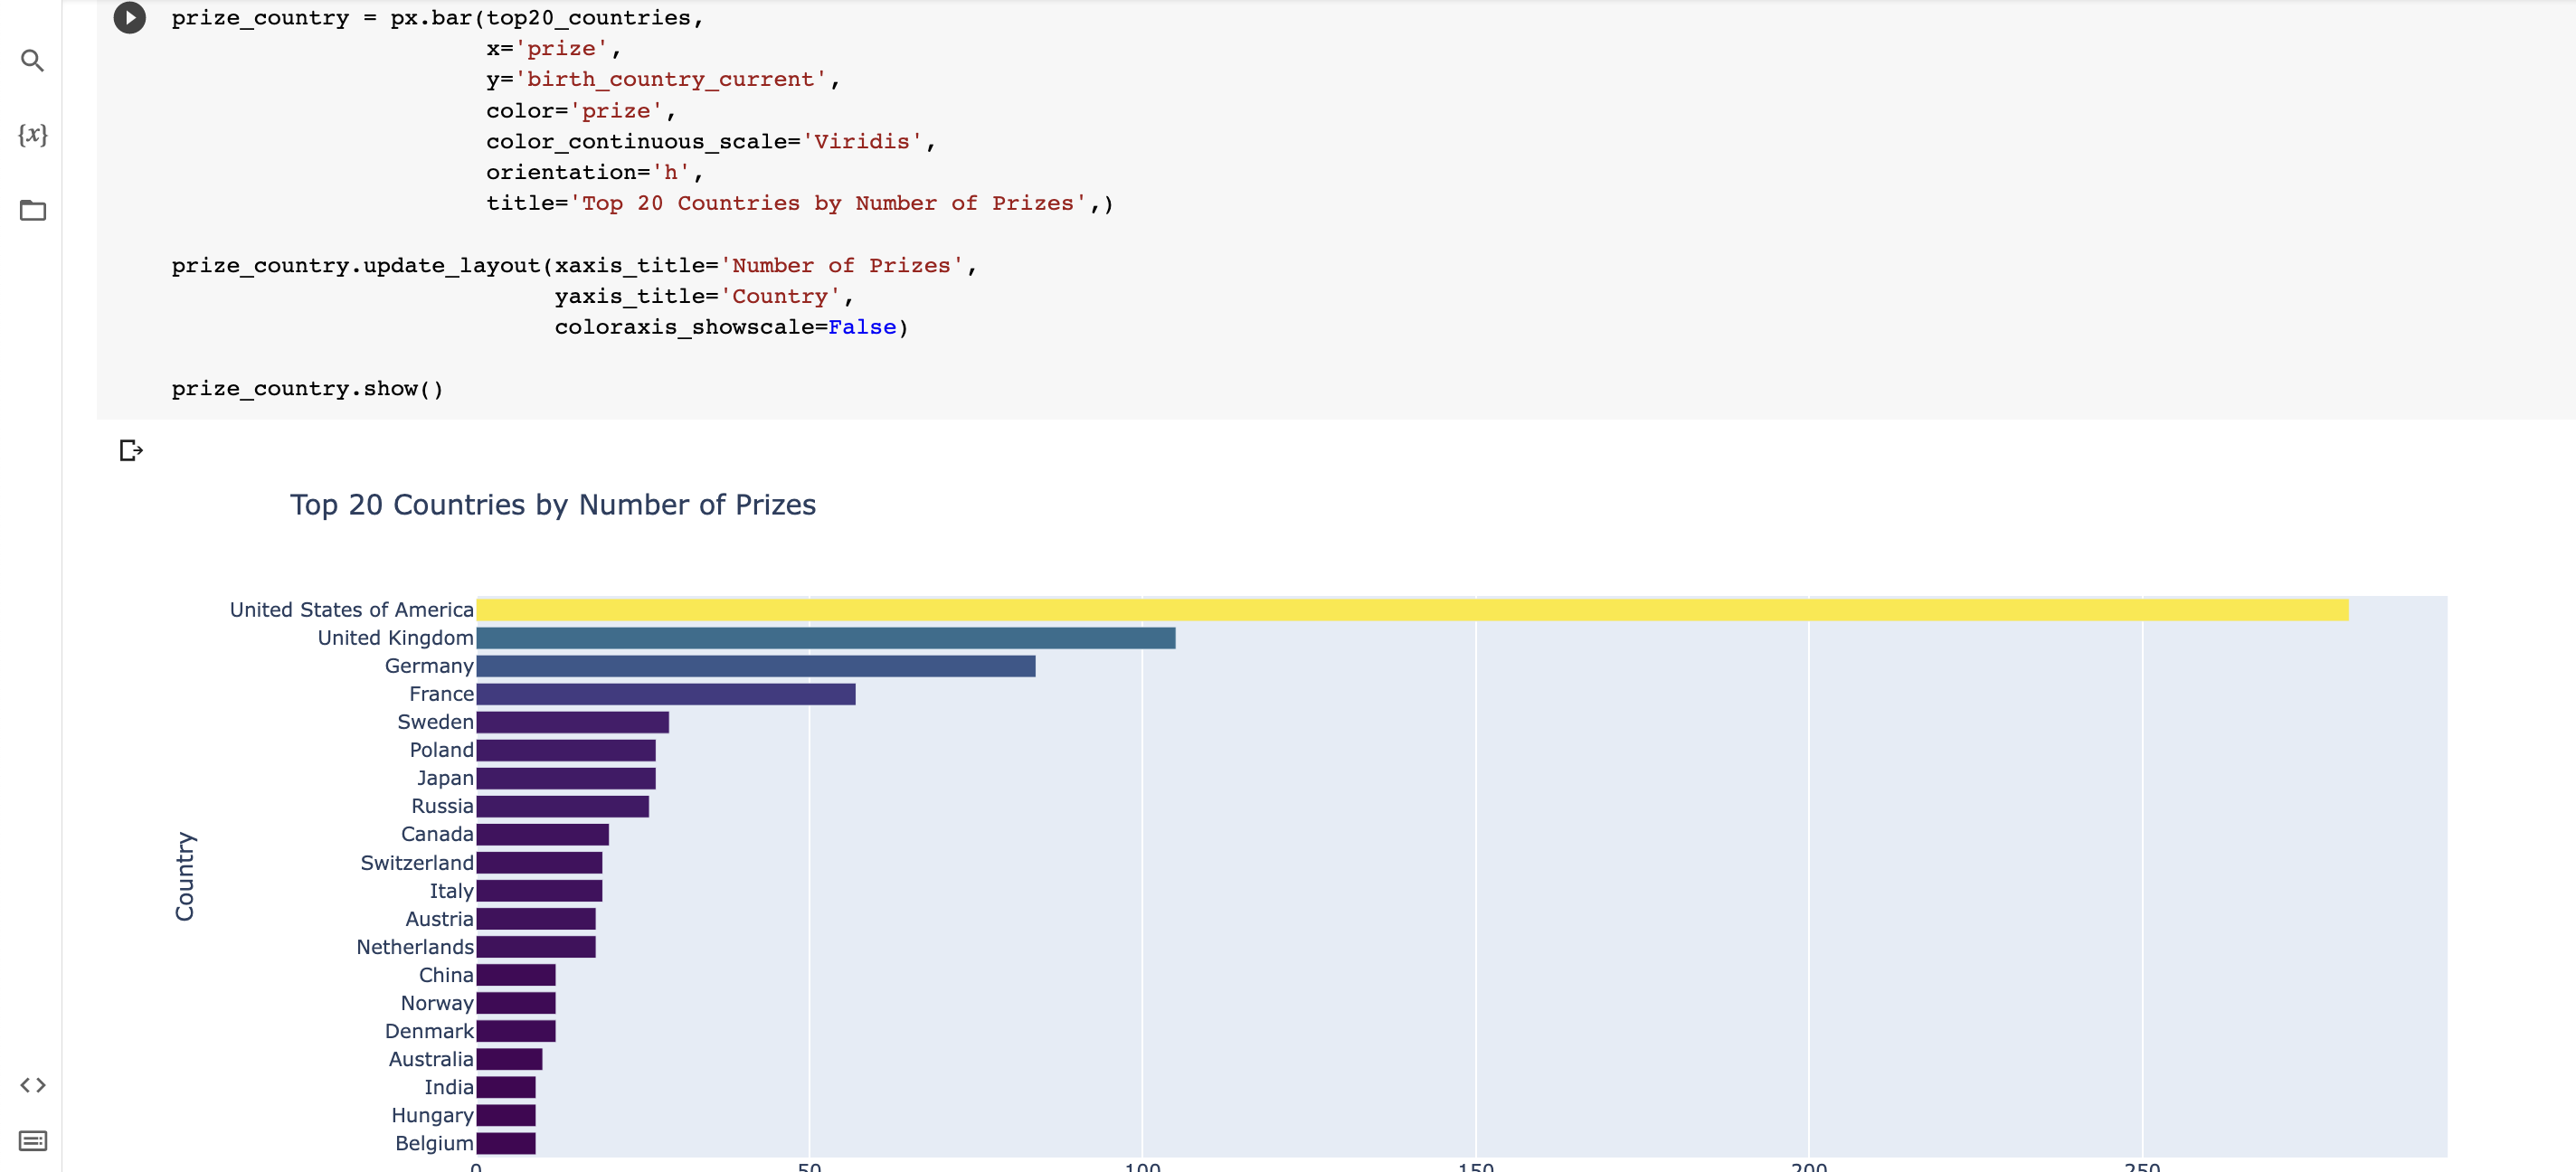 prize_country = px.bar(top20_countries,
x='prize',
y='birth_country_current',
color='prize',
color_continuous_scale='Viridis',
orientation='h',
title='Top 20 Countries by Number of Prizes',)
prize_country.update_layout(xaxis_title='Number of Prizes',
yaxis_title='Country',
coloraxis_showscale=False)
prize_country.show()
{x}
Top 20 Countries by Number of Prizes
Country
United States of America
United Kingdom
Germany
France
Sweden
Poland
Japan
Russia
Canada
Switzerland
Italy
Austria
Netherlands
China
Norway
Denmark
Australia
India
Hungary
Belgium
0 50 100 150 200 250